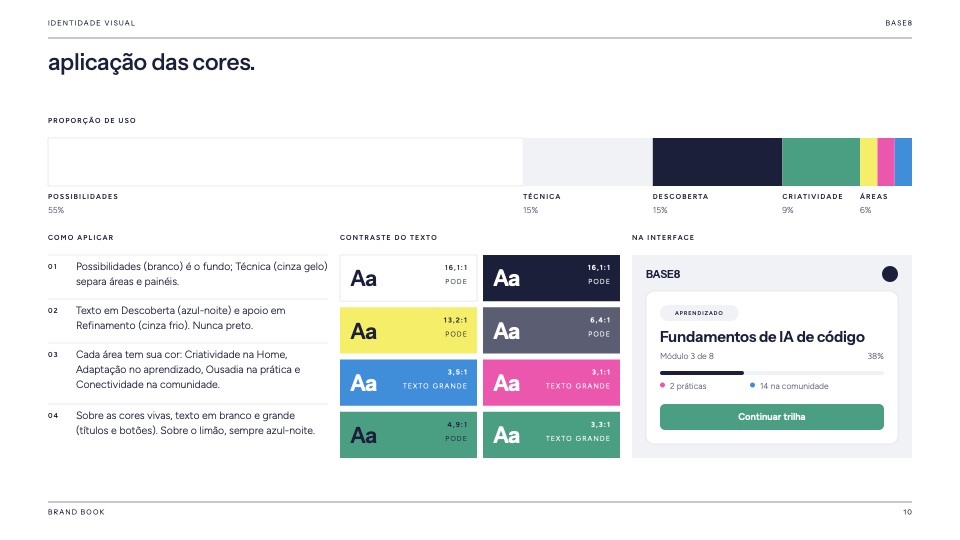 IDENTIDADE VISUAL
BASE8
aplicação das cores.
PROPORÇÃO DE USO
POSSIBILIDADES
55%
TÉCNICA
15%
DESCOBERTA
15%
CRIATIVIDADE
9%
ÁREAS
6%
COMO APLICAR
01
Possibilidades (branco) é o fundo; Técnica (cinza gelo)
separa áreas e painéis.
02
Texto em Descoberta (azul-noite) e apoio em
Refinamento (cinza frio). Nunca preto.
03
Cada área tem sua cor: Criatividade na Home,
Adaptação no aprendizado, Ousadia na prática e
Conectividade na comunidade.
04
Sobre as cores vivas, texto em branco e grande
(títulos e botões). Sobre o limão, sempre azul-noite.
CONTRASTE DO TEXTO
Aa
16,1:1
PODE
Aa
16,1:1
PODE
Aa
13,2:1
PODE
Aa
6,4:1
PODE
Aa
3,5:1
TEXTO GRANDE
Aa
3,1:1
TEXTO GRANDE
Aa
4,9:1
PODE
Aa
3,3:1
TEXTO GRANDE
NA INTERFACE
BASE8
APRENDIZADO
Fundamentos de IA de código
Módulo 3 de 8
38%
2 práticas
14 na comunidade
Continuar trilha
BRAND BOOK
10